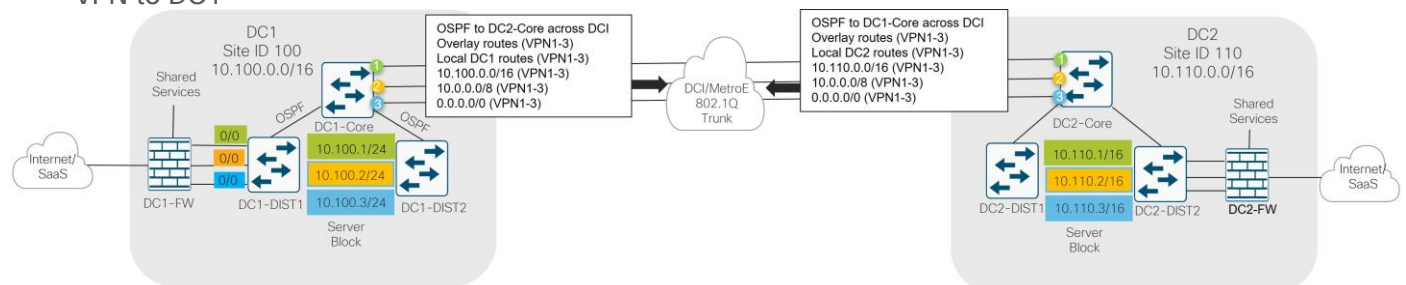 VPN to DC1
DC1
Site ID 100
10.100.0.0/16
Shared
Services
Internet/
SaaS
DC1-FW
0/0
0/0
0/0
OSPF
DC1-Core
OSPF
1
2
3
DC1-DIST1
10.100.1/24
10.100.2/24
10.100.3/24
DC1-DIST2
Server
Block
OSPF to DC2-Core across DCI
Overlay routes (VPN1-3)
Local DC1 routes (VPN1-3)
10.100.0.0/16 (VPN1-3)
10.0.0.0/8 (VPN1-3)
0.0.0.0/0 (VPN1-3)
DCI/MetroE
802.1Q
Trunk
OSPF to DC1-Core across DCI
Overlay routes (VPN1-3)
Local DC2 routes (VPN1-3)
10.110.0.0/16 (VPN1-3)
10.0.0.0/8 (VPN1-3)
0.0.0.0/0 (VPN1-3)
DC2
Site ID 110
10.110.0.0/16
1
2
3
DC2-Core
DC2-DIST1
10.110.1/16
10.110.2/16
10.110.3/16
DC2-DIST2
Server
Block
Shared
Services
DC2-FW
Internet/
SaaS